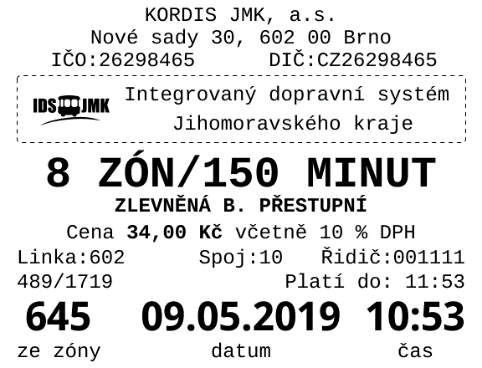 KORDIS JMK, a.s.
Nové sady 30, 602 00 Brno
IČO:26298465 DIČ:CZ26298465
IDS JMK
Integrovaný dopravní systém
Jihomoravského kraje
8 ZÓN/150 MINUT
ZLEVNĚNÁ B. PŘESTUPNÍ
Cena 34,00 Kč včetně 10 % DPH
Linka:602 Spoj:10 Řidič:001111
489/1719 Platí do: 11:53
645 09.05.2019 10:53
ze zóny datum čas